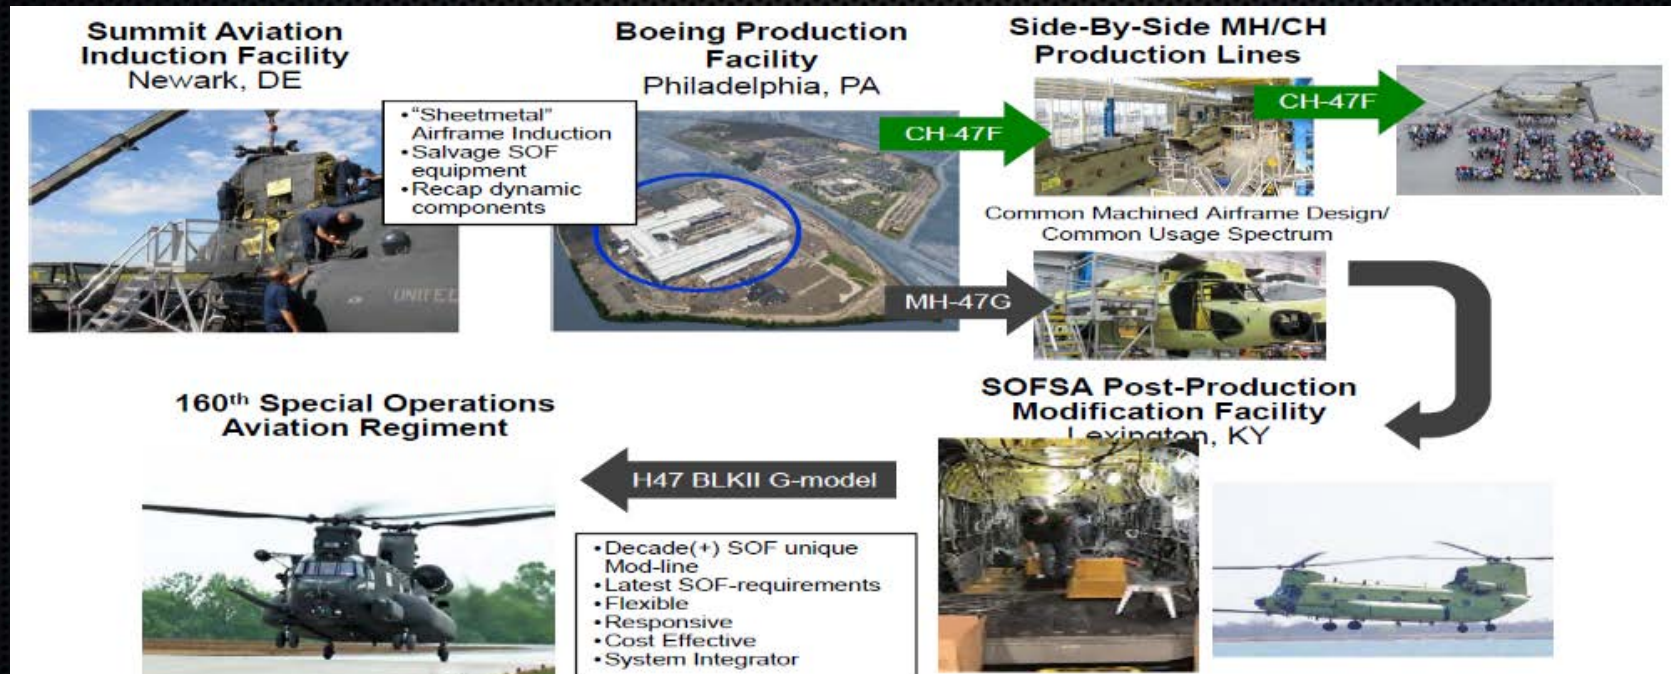 Summit Aviation
Induction Facility
Newark, DE
• "Sheetmetal"
Airframe Induction
• Salvage SOF
equipment
• Recap dynamic
components
Boeing Production
Facility
Philadelphia, PA
Side-By-Side MH/CH
Production Lines
CH-47F
CH-47F
Common Machined Airframe Design/
Common Usage Spectrum
MH-47G
SOFSA Post-Production
Modification Facility
Lexington, KY
160th Special Operations
Aviation Regiment
H47 BLKII G-model
• Decade(+) SOF unique
Mod-line
• Latest SOF-requirements
• Flexible
• Responsive
• Cost Effective
• System Integrator
UNITED